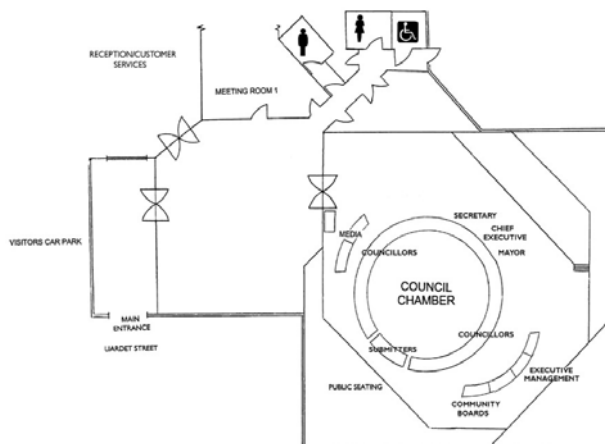 RECEPTION/CUSTOMER
SERVICES
MEETING ROOM 1
VISITORS CAR PARK
MAIN
ENTRANCE
LIARDET STREET
SECRETARY
CHIEF
EXECUTIVE
MAYOR
MEDIA
COUNCILLORS
COUNCIL
CHAMBER
COUNCILLORS
SUBMITTERS
PUBLIC SEATING
EXECUTIVE
MANAGEMENT
COMMUNITY
BOARDS